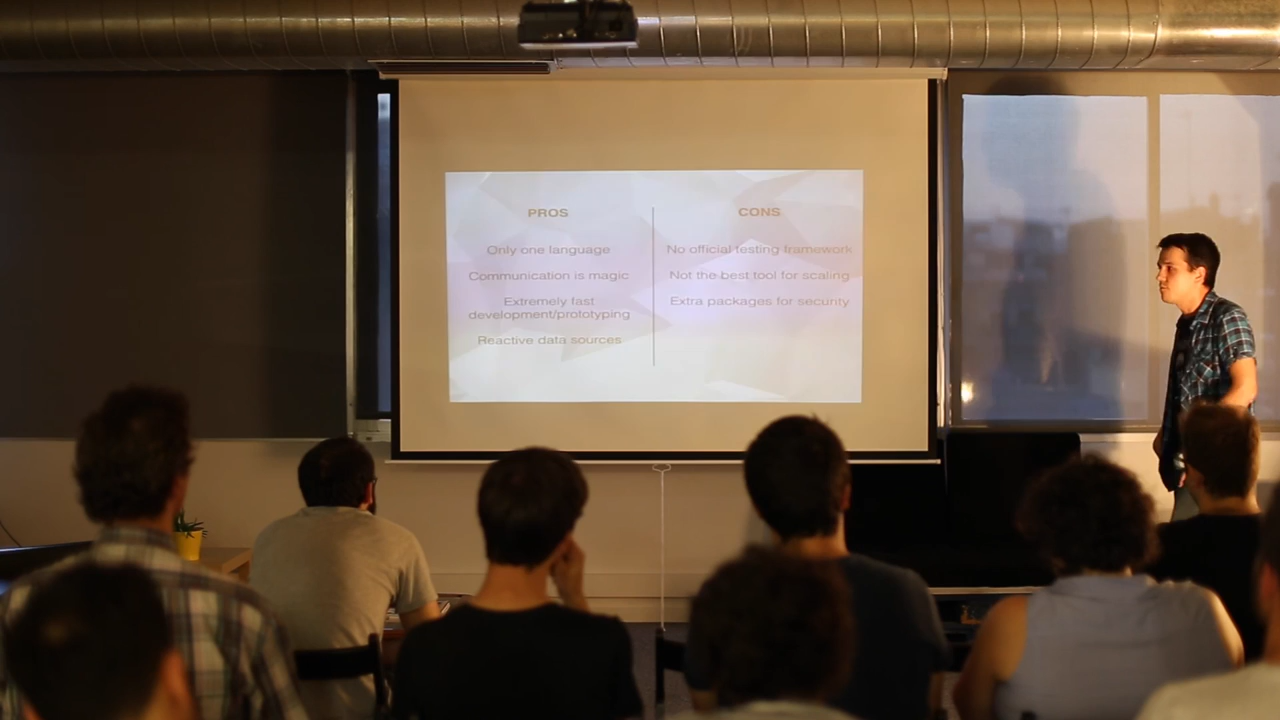 PROS
Only one language
Communication is magic
Extremely fast
development/prototyping
Reactive data sources
CONS
No official testing framework
Not the best tool for scaling
Extra packages for security